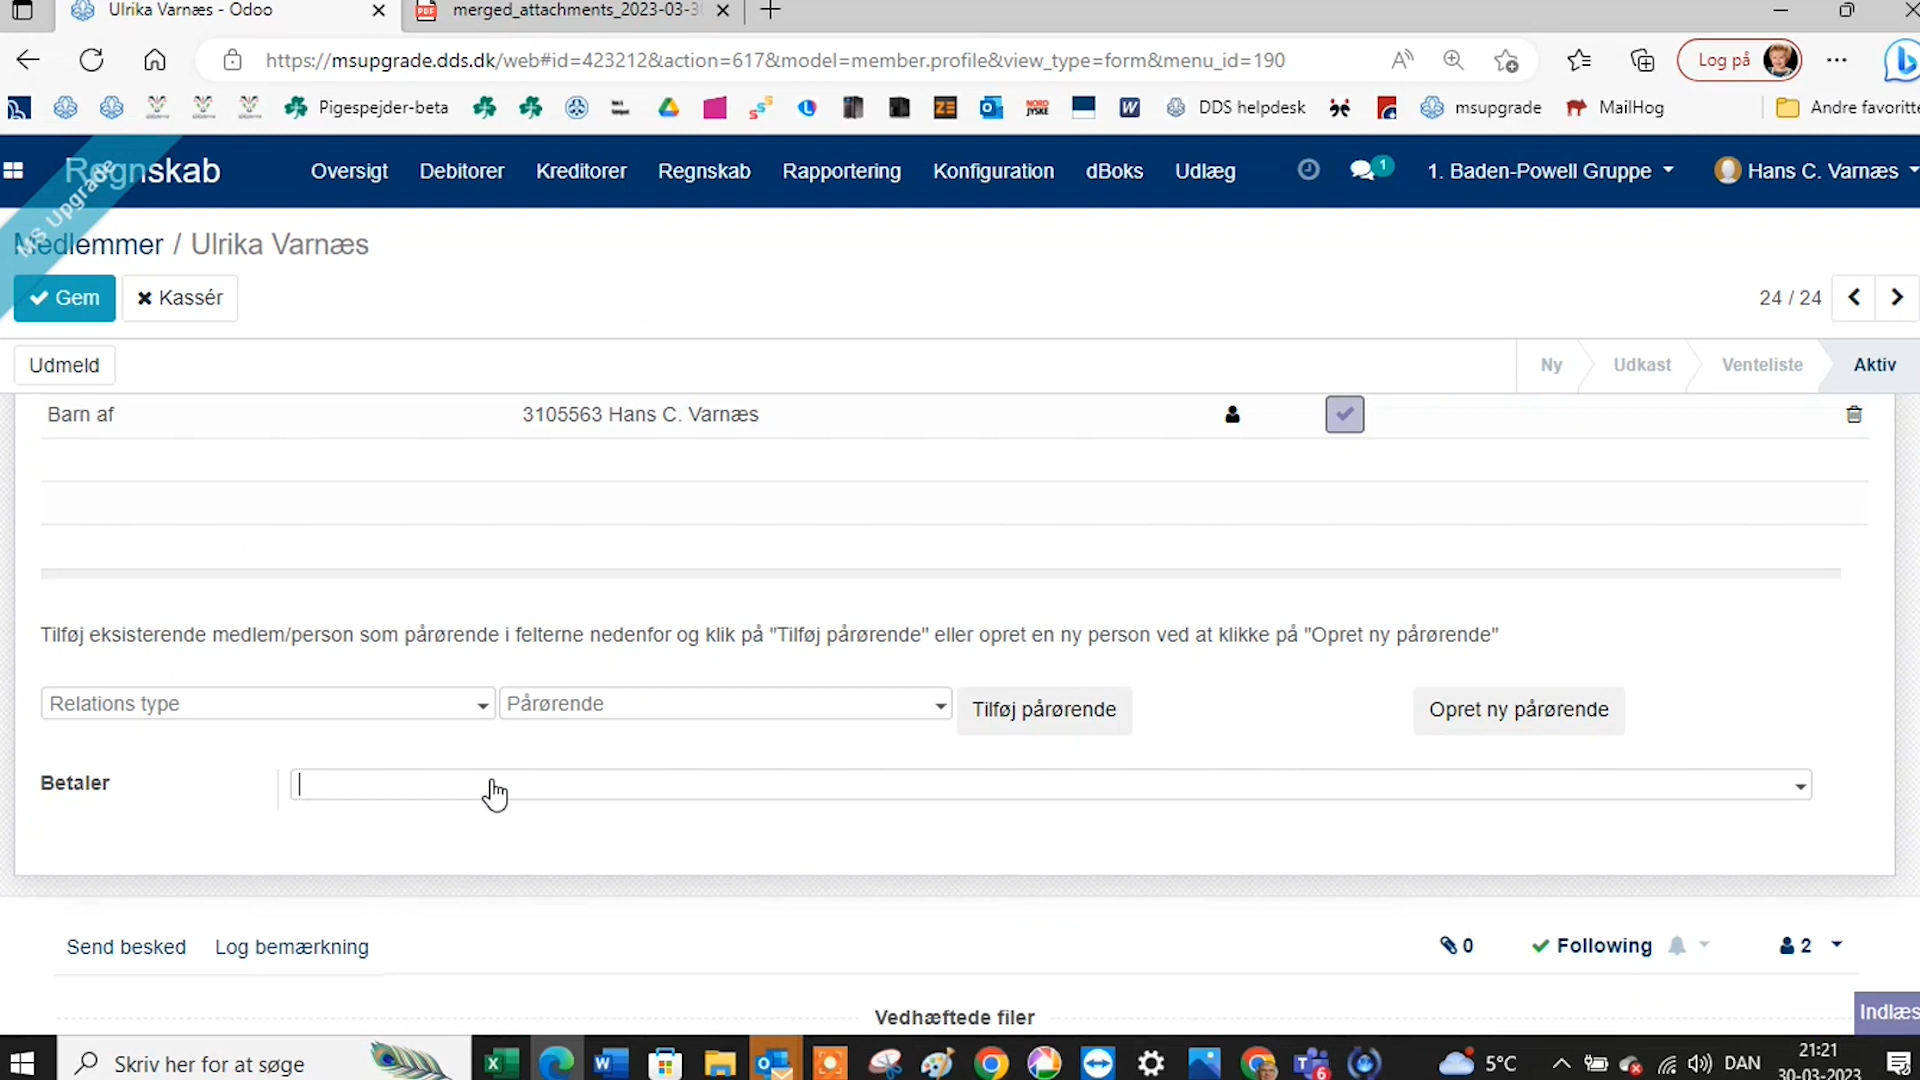 Ulrika Varnæs - Odoo
merged_attachments_2023-03-3
https://msupgrade.dds.dk/web#id=423212&action=617&model=member.profile&view_type=form&menu_id=190
Log på
Pigespejder-beta
DDS helpdesk
msupgrade
MailHog
Andre favoritte
MS Upgrade
Regnskab
Oversigt
Debitorer
Kreditorer
Regnskab
Rapportering
Konfiguration
dBoks
Udlæg
1
1. Baden-Powell Gruppe
Hans C. Varnæs
Medlemmer / Ulrika Varnæs
Gem
Kassér
24 / 24
Udmeld
Ny
Udkast
Venteliste
Aktiv
Barn af
3105563 Hans C. Varnæs
Tilføj eksisterende medlem/person som pårørende i felterne nedenfor og klik på "Tilføj pårørende" eller opret en ny person ved at klikke på "Opret ny pårørende"
Relations type
Pårørende
Tilføj pårørende
Opret ny pårørende
Betaler
Send besked
Log bemærkning
0
Following
2
Vedhæftede filer
Indlæs
Skriv her for at søge
5°C
DAN
21:21
30-03-2023